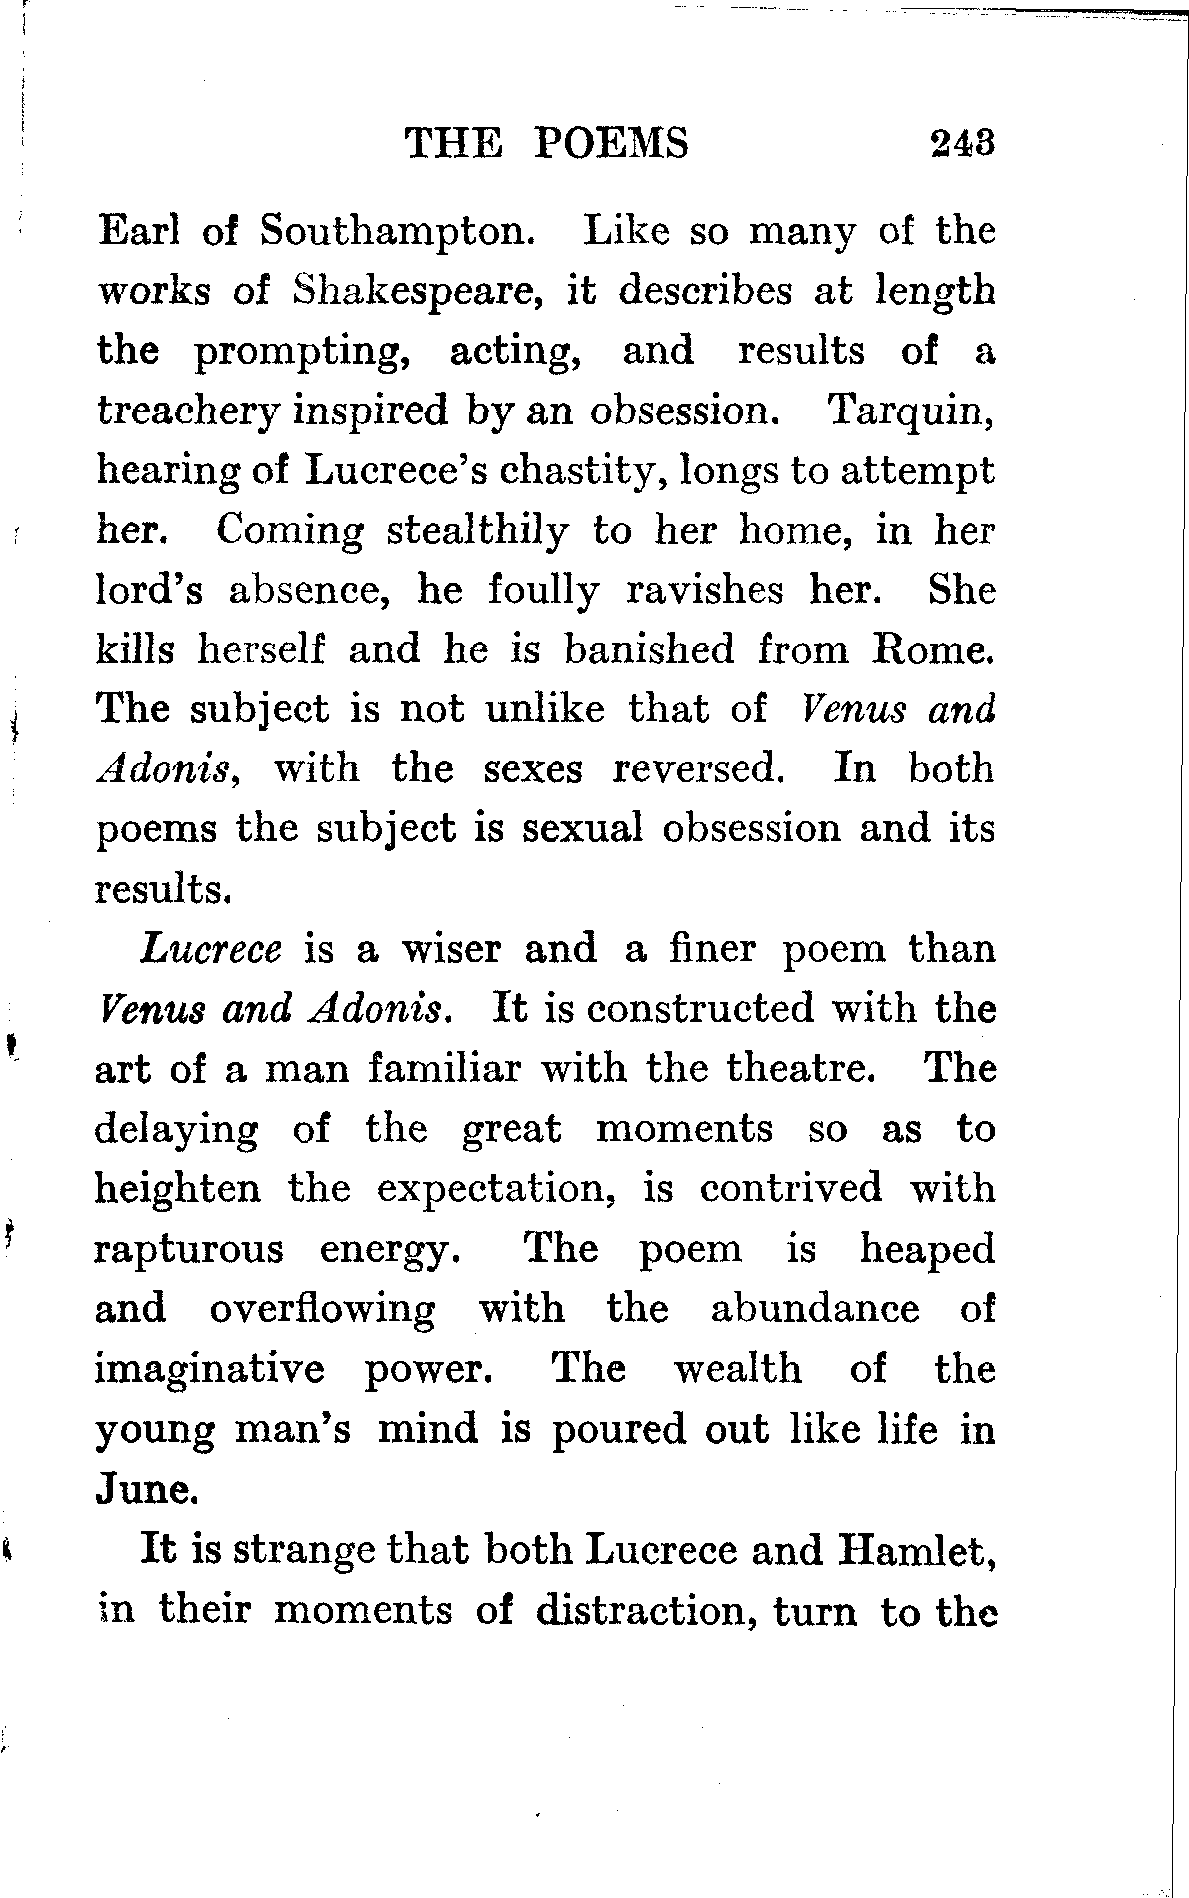 THE POEMS 243
Earl of Southampton. Like so many of the
works of Shakespeare, it describes at length
the prompting, acting, and results of a
treachery inspired by an obsession. Tarquin,
hearing of Lucrece's chastity, longs to attempt
her. Coming stealthily to her home, in her
lord's absence, he foully ravishes her. She
kills herself and he is banished from Rome.
The subject is not unlike that of Venus and
Adonis, with the sexes reversed. In both
poems the subject is sexual obsession and its
results.
Lucrece is a wiser and a finer poem than
Venus and Adonis. It is constructed with the
art of a man familiar with the theatre. The
delaying of the great moments so as to
heighten the expectation, is contrived with
rapturous energy. The poem is heaped
and overflowing with the abundance of
imaginative power. The wealth of the
young man's mind is poured out like life in
June.
It is strange that both Lucrece and Hamlet,
in their moments of distraction, turn to the